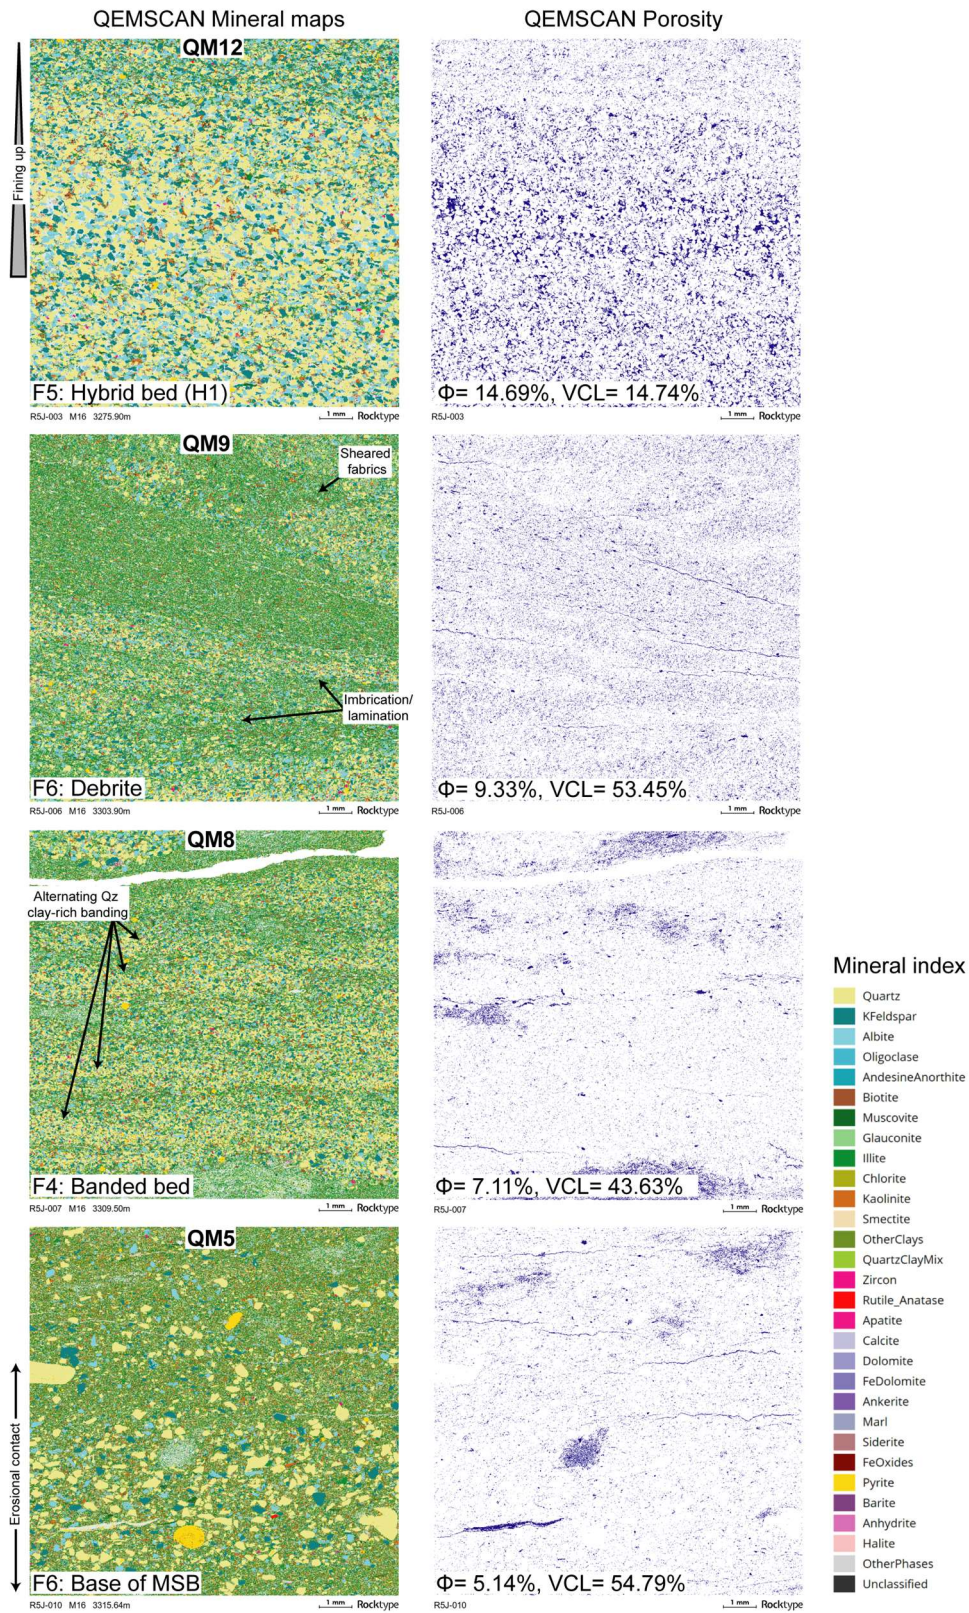 QEMSCAN Mineral maps
QEMSCAN Porosity
QM12
Fining up
F5: Hybrid bed (H1)
Φ= 14.69%, VCL= 14.74%
R5J-003 M16 3275.90m
1 mm Rocktype
R5J-003
1 mm Rocktype
QM9
Sheared
fabrics
Imbrication/
lamination
F6: Debrite
Φ= 9.33%, VCL= 53.45%
R5J-006 M16 3303.90m
1 mm Rocktype
R5J-006
1 mm Rocktype
QM8
Alternating Qz
clay-rich banding
F4: Banded bed
Φ= 7.11%, VCL= 43.63%
R5J-007 M16 3309.50m
1 mm Rocktype
R5J-007
1 mm Rocktype
QM5
Erosional contact
F6: Base of MSB
Φ= 5.14%, VCL= 54.79%
R5J-010 M16 3315.64m
1 mm Rocktype
R5J-010
1 mm Rocktype
Mineral index
Quartz
KFeldspar
Albite
Oligoclase
AndesineAnorthite
Biotite
Muscovite
Glauconite
Illite
Chlorite
Kaolinite
Smectite
OtherClays
QuartzClayMix
Zircon
Rutile_Anatase
Apatite
Calcite
Dolomite
FeDolomite
Ankerite
Marl
Siderite
FeOxides
Pyrite
Barite
Anhydrite
Halite
OtherPhases
Unclassified